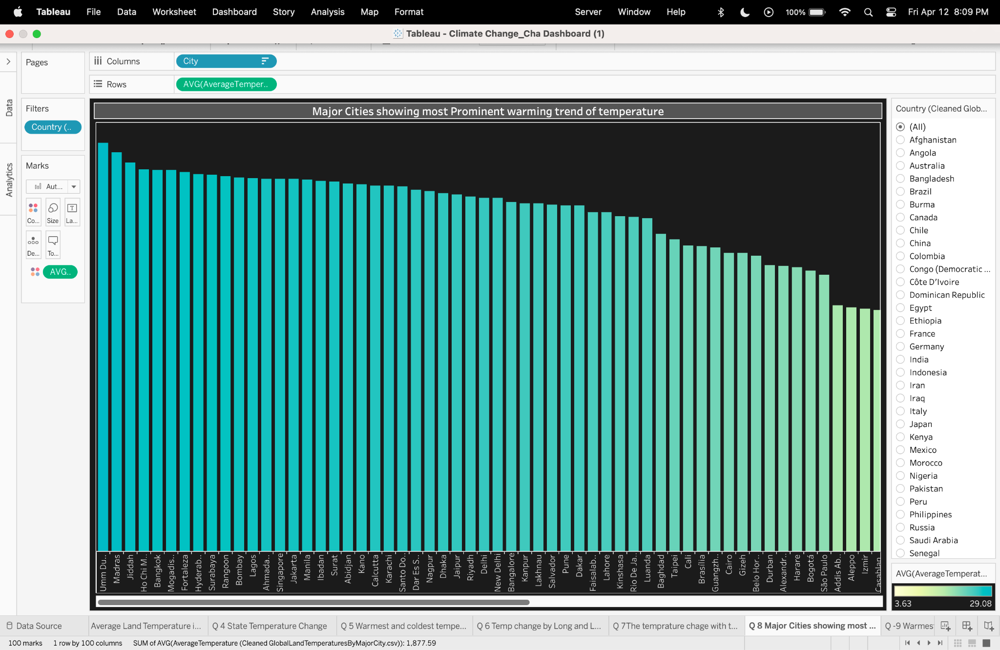 Tableau File Data Worksheet Dashboard Story Analysis Map Format Server Window Help 100% Fri Apr 12 8:09 PM
Tableau - Climate Change_Cha Dashboard (1)
Pages
Columns
City
Rows
AVG(AverageTemper..
Data
Analytics
Filters
Country (..
Marks
Aut...
Co...
Size
La...
De...
To...
AVG..
Major Cities showing most Prominent warming trend of temperature
Umm Du..
Madras
Jiddah
Ho Chi M..
Bangkok
Mogadis..
Fortaleza
Hyderab..
Surabaya
Rangoon
Bombay
Lagos
Ahmada..
Singapore
Jakarta
Manila
Ibadan
Surat
Abidjan
Kano
Calcutta
Karachi
Santo Do..
Dar Es S..
Nagpur
Dhaka
Jaipur
Riyadh
Delhi
New Delhi
Bangalore
Kanpur
Lakhnau
Salvador
Pune
Dakar
Faisalab..
Lahore
Kinshasa
Rio De Ja..
Luanda
Baghdad
Taipei
Cali
Brasília
Guangzh..
Cairo
Gizeh
Belo Hor..
Durban
Alexandr..
Harare
Bogotá
São Paulo
Addis Ab..
Aleppo
Izmir
Casablan
Country (Cleaned Glob...
(All)
Afghanistan
Angola
Australia
Bangladesh
Brazil
Burma
Canada
Chile
China
Colombia
Congo (Democratic ...
Côte D'Ivoire
Dominican Republic
Egypt
Ethiopia
France
Germany
India
Indonesia
Iran
Iraq
Italy
Japan
Kenya
Mexico
Morocco
Nigeria
Pakistan
Peru
Philippines
Russia
Saudi Arabia
Senegal
AVG(AverageTemperat...
3.63 29.08
Data Source
Average Land Temperature i...
Q 4 State Temperature Change
Q 5 Warmest and coldest tempe...
Q 6 Temp change by Long and L...
Q 7The temprature chage with t...
Q 8 Major Cities showing most ...
Q -9 Warmes
100 marks 1 row by 100 columns SUM of AVG(AverageTemperature (Cleaned GlobalLandTemperaturesByMajorCity.csv)): 1,877.59